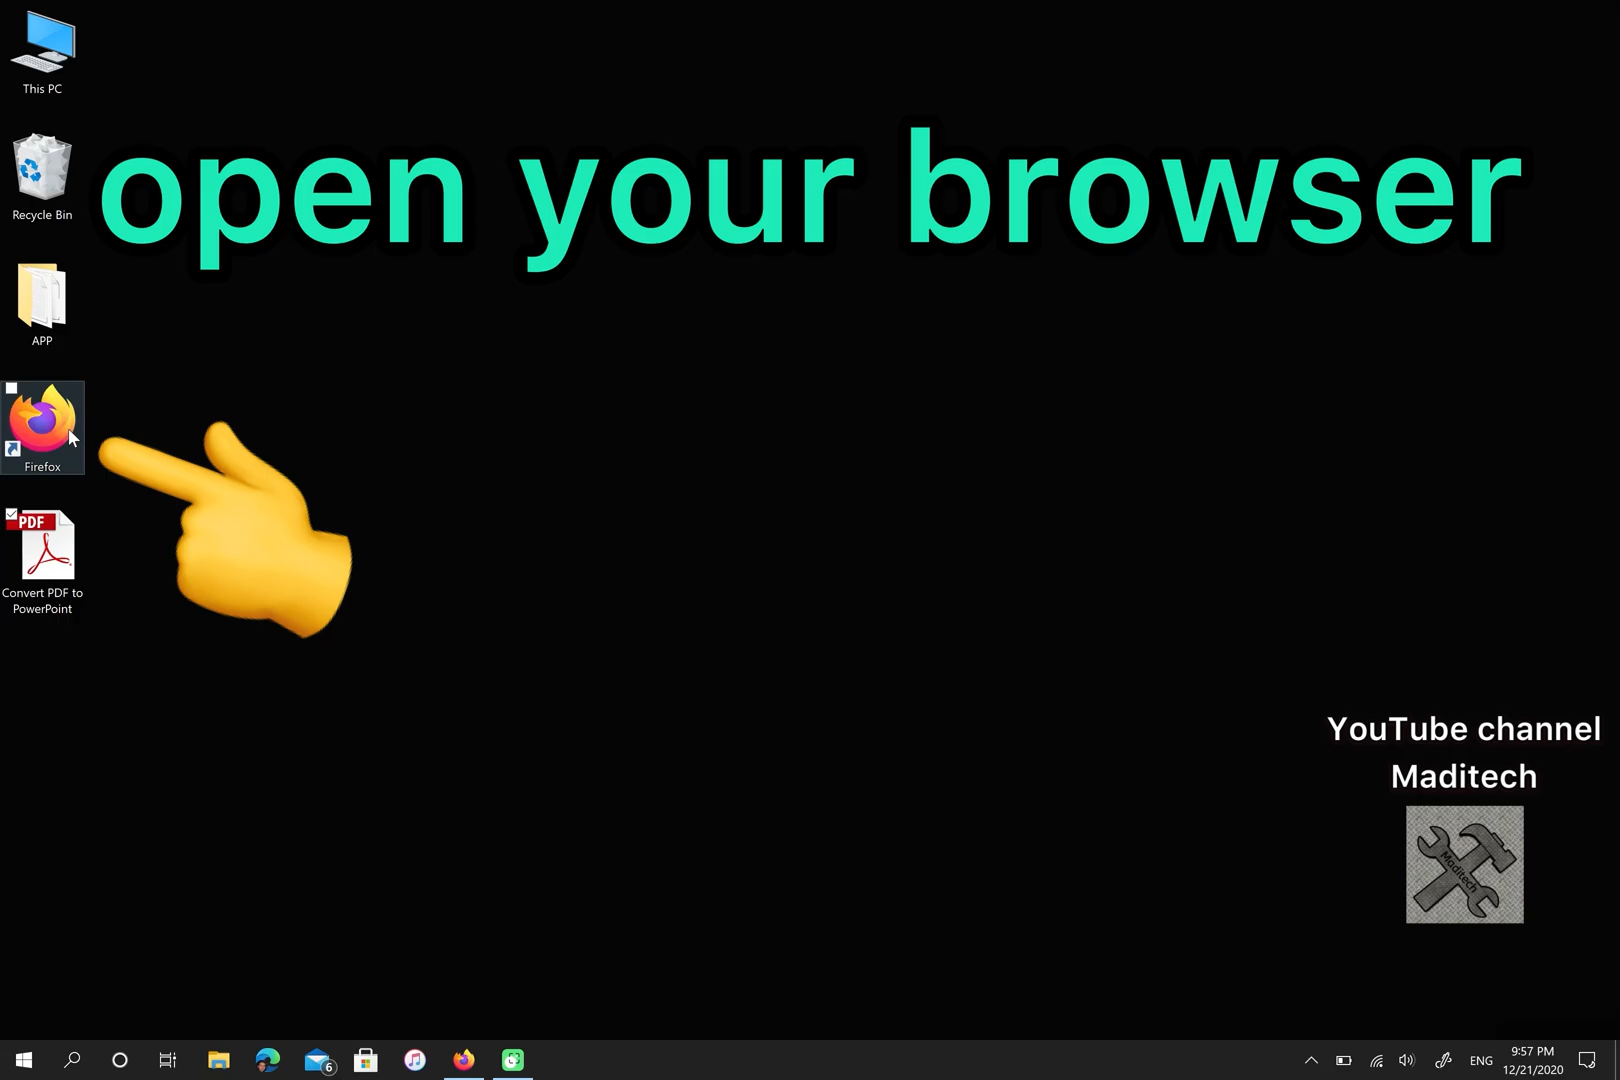 This PC
open your browser
Recycle Bin
APP
Firefox
PDF
Convert PDF to
PowerPoint
YouTube channel
Maditech
Maditech
6
ENG
9:57 PM
12/21/2020